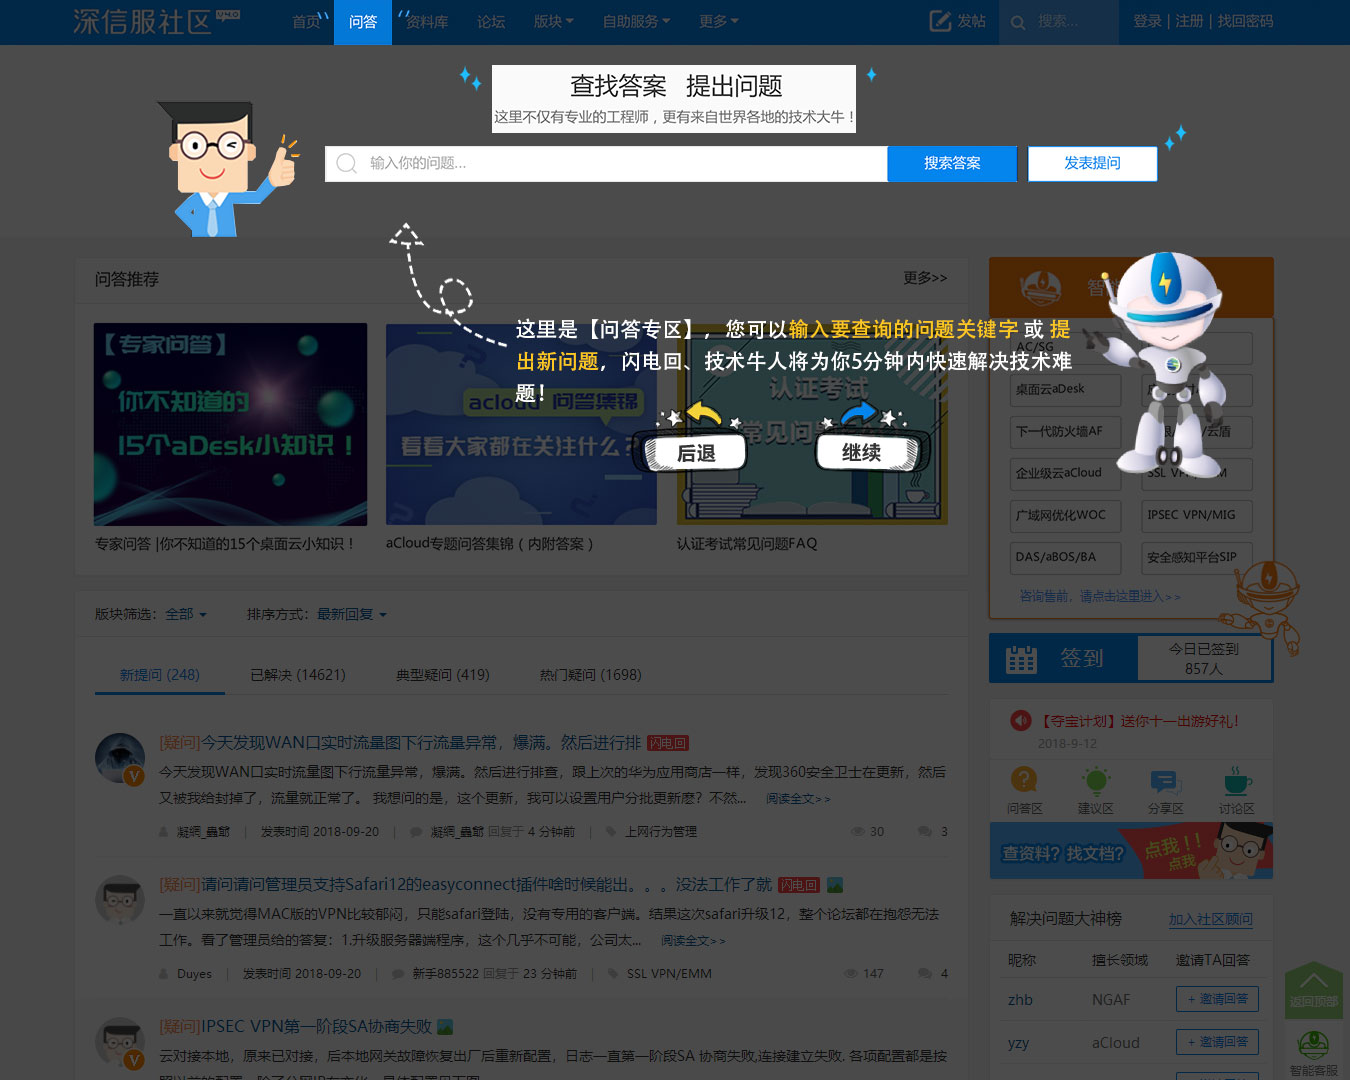 深信服社区 V4.0 首页 问答 资料库 论坛 版块 自助服务 更多 发帖 搜索... 登录 | 注册 | 找回密码
查找答案 提出问题
这里不仅有专业的工程师，更有来自世界各地的技术大牛！
输入你的问题... 搜索答案 发表提问
问答推荐 更多>>
【专家问答】
你不知道的
15个aDesk小知识！
acloud 问答集锦
看看大家都在关注什么？
认证考试
常见问
这里是【问答专区】，您可以输入要查询的问题关键字 或 提
出新问题，闪电回、技术牛人将为你5分钟内快速解决技术难
题！
后退 继续
专家问答 |你不知道的15个桌面云小知识！ aCloud专题问答集锦（内附答案） 认证考试常见问题FAQ
智
AC/SG
桌面云aDesk
下一代防火墙AF 云盾
企业级云aCloud SSL VPN/EMM
广域网优化WOC IPSEC VPN/MIG
DAS/aBOS/BA 安全感知平台SIP
咨询售前，请点击这里进入>>
签到 今日已签到
857人
版块筛选：全部 排序方式：最新回复
新提问 (248) 已解决 (14621) 典型疑问 (419) 热门疑问 (1698)
[疑问]今天发现WAN口实时流量图下行流量异常，爆满。然后进行排 闪电回
今天发现WAN口实时流量图下行流量异常，爆满。然后进行排查，跟上次的华为应用商店一样，发现360安全卫士在更新，然后
又被我给封掉了，流量就正常了。 我想问的是，这个更新，我可以设置用户分批更新麽？不然... 阅读全文>>
凝绸_蟲爺 | 发表时间 2018-09-20 | 凝绸_蟲爺 回复于 4 分钟前 | 上网行为管理 30 3
[疑问]请问请问管理员支持Safari12的easyconnect插件啥时候能出。。。没法工作了就 闪电回
一直以来就觉得MAC版的VPN比较郁闷，只能safari登陆，没有专用的客户端。结果这次safari升级12，整个论坛都在抱怨无法
工作。看了管理员给的答复：1.升级服务器端程序，这个几乎不可能，公司太... 阅读全文>>
Duyes | 发表时间 2018-09-20 | 新手885522 回复于 23 分钟前 | SSL VPN/EMM 147 4
[疑问]IPSEC VPN第一阶段SA协商失败
云对接本地，原来已对接，后本地网关故障恢复出厂后重新配置，日志一直第一阶段SA 协商失败,连接建立失败. 各项配置都是按
【夺宝计划】送你十一出游好礼！
2018-9-12
问答区 建议区 分享区 讨论区
查资料？找文档？ 点我！！
点我
解决问题大神榜 加入社区顾问
昵称 擅长领域 邀请TA回答
zhb NGAF + 邀请回答
yzy aCloud + 邀请回答
返回顶部
智能客服